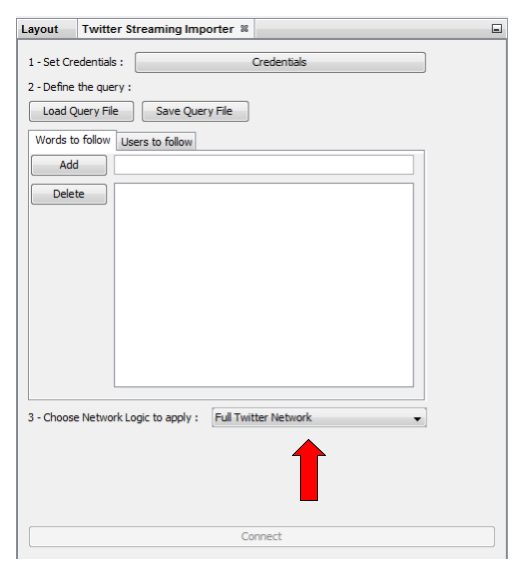 Layout Twitter Streaming Importer
1 - Set Credentials : Credentials
2 - Define the query :
Load Query File Save Query File
Words to follow Users to follow
Add
Delete
3 - Choose Network Logic to apply : Full Twitter Network
Connect